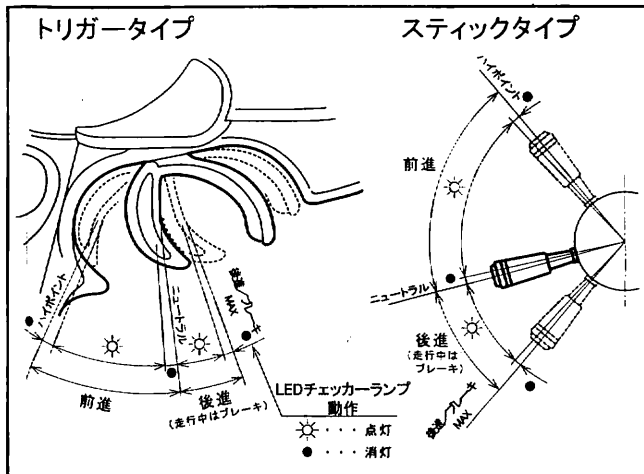 トリガータイプ
スティックタイプ
ハイポイント
ニュートラル
後進/ブレーキ
MAX
前進
後進
(走行中はブレーキ)
LEDチェッカーランプ
動作
・・・点灯
・・・消灯
ハイポイント
前進
ニュートラル
後進
(走行中は
ブレーキ)
後進/ブレーキ
MAX